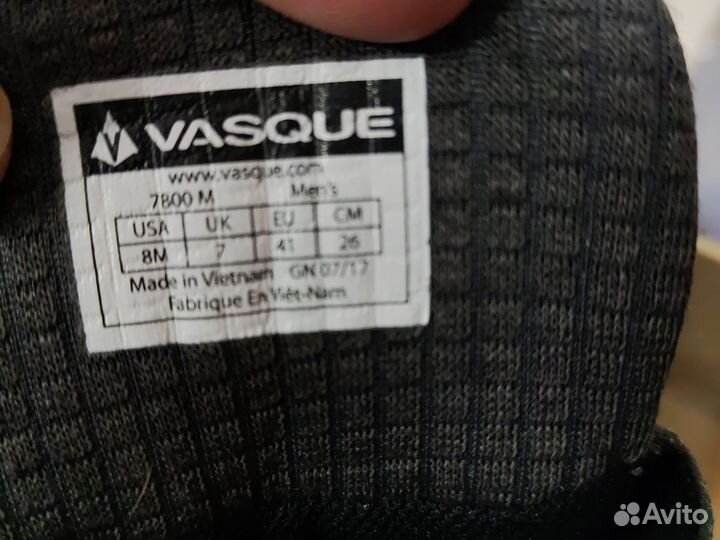 VASQUE
www.vasque.com
7800 M Men's
USA UK EU CM
8M 7 41 26
Made in Vietnam GN 07/17
Fabrique En Viêt-Nam
Avito